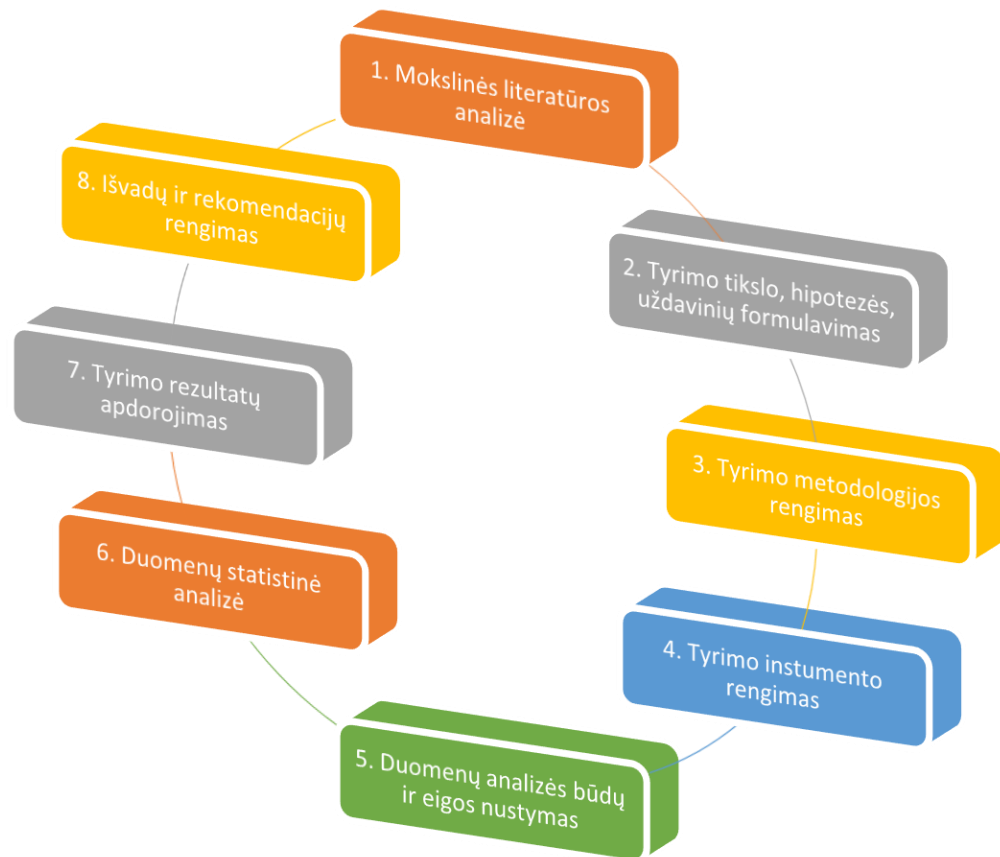 1. Mokslinės literatūros
analizė
2. Tyrimo tikslo, hipotezės,
uždavinių formulavimas
3. Tyrimo metodologijos
rengimas
4. Tyrimo instumento
rengimas
5. Duomenų analizės būdų
ir eigos nustymas
6. Duomenų statistinė
analizė
7. Tyrimo rezultatų
apdorojimas
8. Išvadų ir rekomendacijų
rengimas